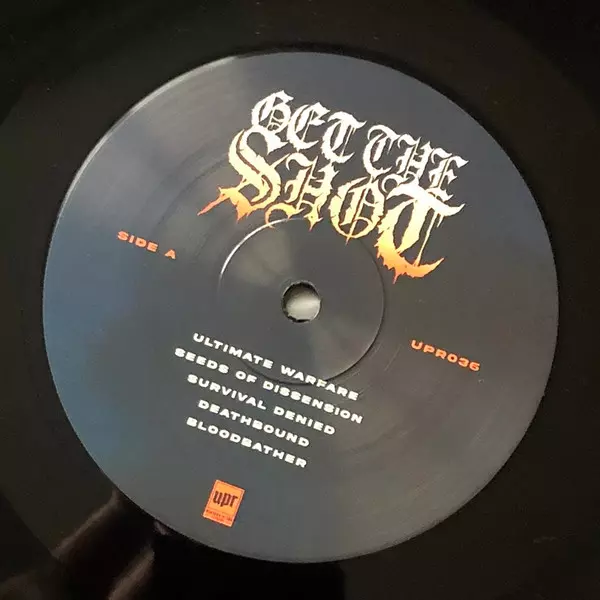 GET THE
SHOT
SIDE A
UPR036
ULTIMATE WARFARE
SEEDS OF DISSENSION
SURVIVAL DENIED
DEATHBOUND
BLOODBATHER
upr